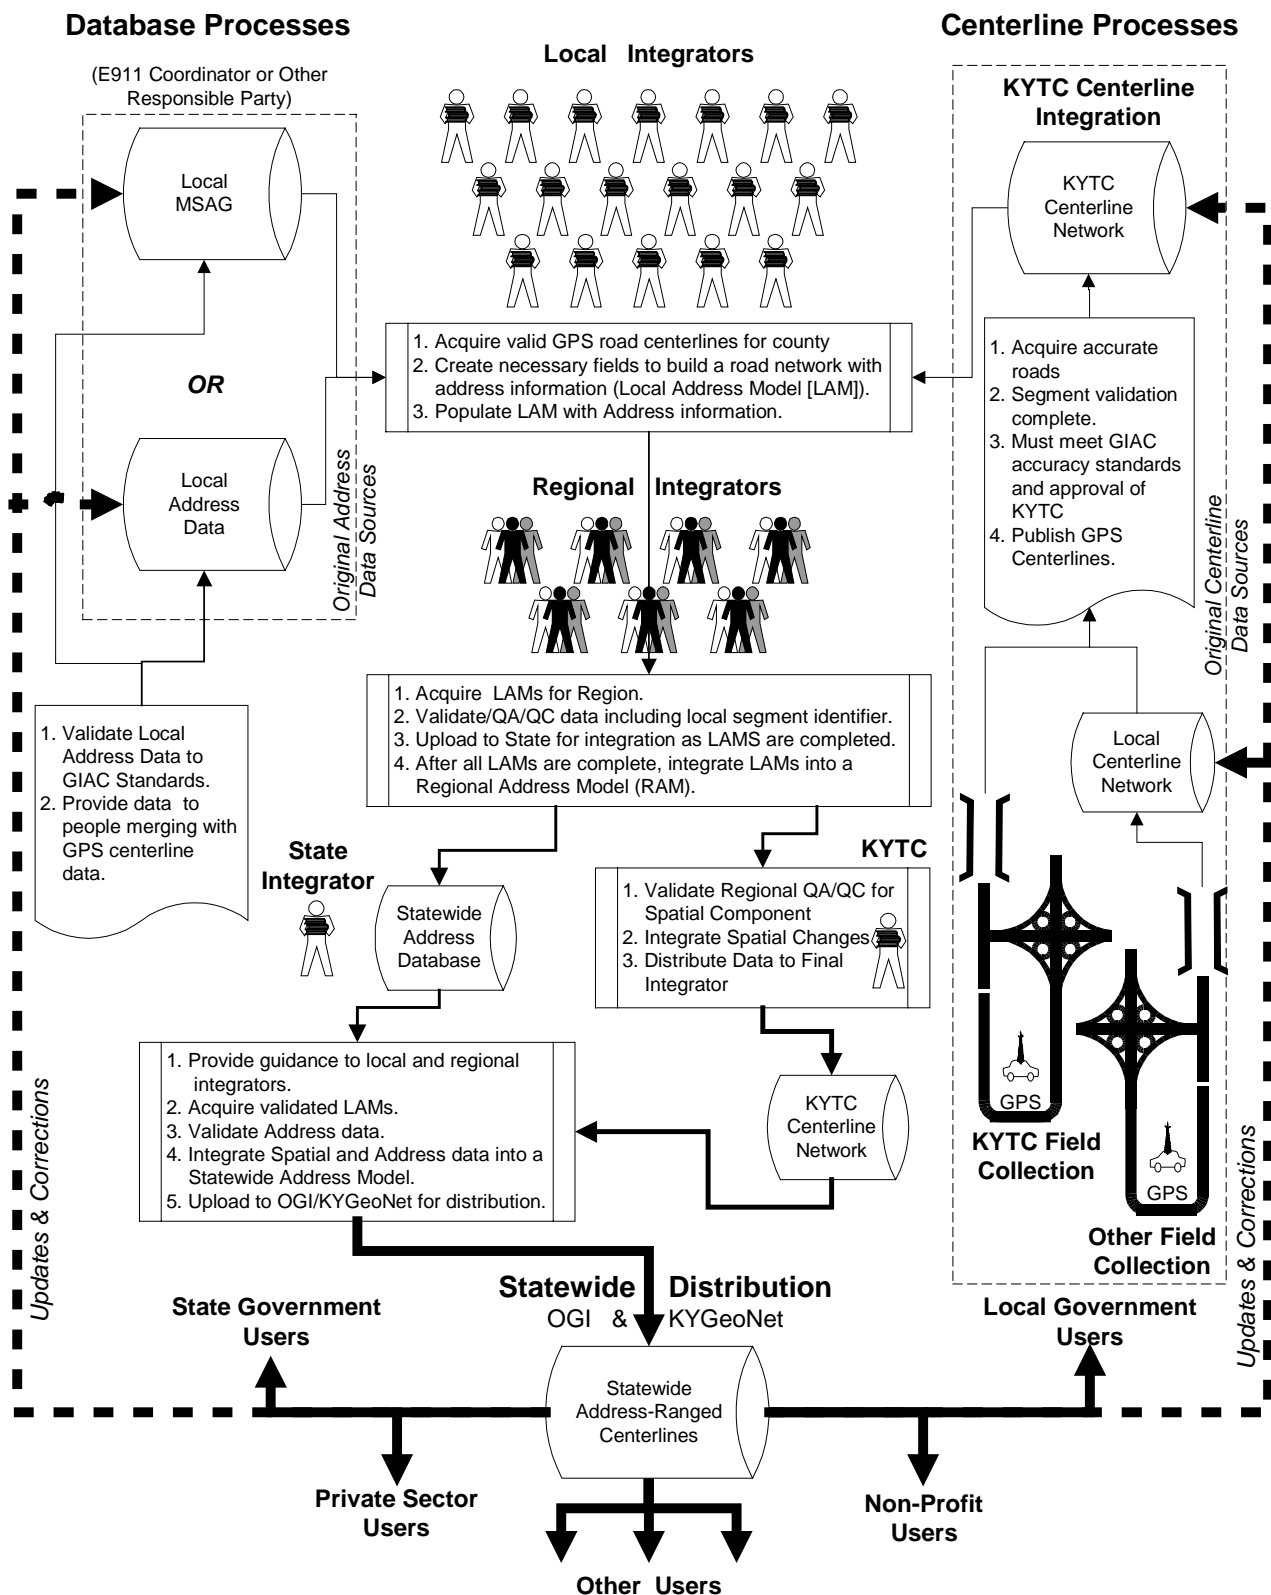 Database Processes
Centerline Processes
Local Integrators
(E911 Coordinator or Other
Responsible Party)
KYTC Centerline
Integration
Local
MSAG
KYTC
Centerline
Network
OR
Local
Address
Data
Original Address
Data Sources
1. Acquire valid GPS road centerlines for county
2. Create necessary fields to build a road network with
address information (Local Address Model [LAM]).
3. Populate LAM with Address information.
1. Acquire accurate
roads
2. Segment validation
complete.
3. Must meet GIAC
accuracy standards
and approval of
KYTC
4. Publish GPS
Centerlines.
Original Centerline
Data Sources
Regional Integrators
1. Acquire LAMs for Region.
2. Validate/QA/QC data including local segment identifier.
3. Upload to State for integration as LAMS are completed.
4. After all LAMs are complete, integrate LAMs into a
Regional Address Model (RAM).
1. Validate Local
Address Data to
GIAC Standards.
2. Provide data to
people merging with
GPS centerline
data.
Local
Centerline
Network
State
Integrator
KYTC
Statewide
Address
Database
1. Validate Regional QA/QC for
Spatial Component
2. Integrate Spatial Changes
3. Distribute Data to Final
Integrator
1. Provide guidance to local and regional
integrators.
2. Acquire validated LAMs.
3. Validate Address data.
4. Integrate Spatial and Address data into a
Statewide Address Model.
5. Upload to OGI/KYGeoNet for distribution.
KYTC
Centerline
Network
GPS
KYTC Field
Collection
GPS
Other Field
Collection
Updates & Corrections
Updates & Corrections
Statewide Distribution
OGI & KYGeoNet
State Government
Users
Local Government
Users
Statewide
Address-Ranged
Centerlines
Private Sector
Users
Non-Profit
Users
Other Users